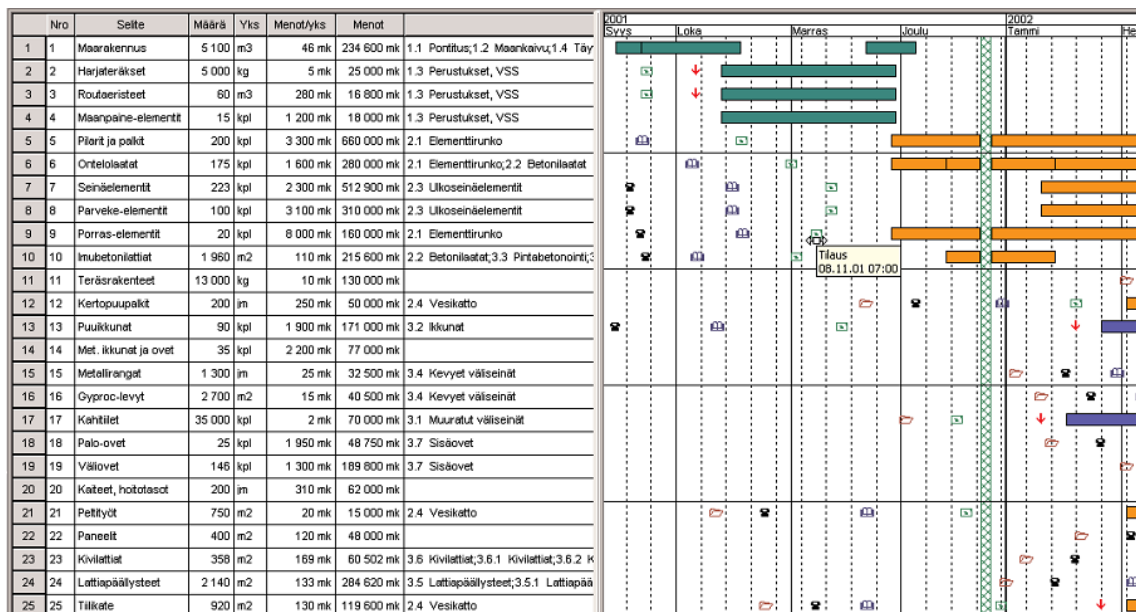 Nro Selite Määrä Yks Menot/yks Menot
2001 2002
Syys Loka Marras Joulu Tammi He
1 1 Maarakennus 5 100 m3 46 mk 234 600 mk 1.1 Pontitus;1.2 Maankaivu;1.4 Täy
2 2 Harjateräkset 5 000 kg 5 mk 25 000 mk 1.3 Perustukset, VSS
3 3 Routaeristeet 60 m3 280 mk 16 800 mk 1.3 Perustukset, VSS
4 4 Maanpaine-elementit 15 kpl 1 200 mk 18 000 mk 1.3 Perustukset, VSS
5 5 Pilarit ja palkit 200 kpl 3 300 mk 660 000 mk 2.1 Elementtirunko
6 6 Ontelolaatat 175 kpl 1 600 mk 280 000 mk 2.1 Elementtirunko;2.2 Betonilaatat
7 7 Seinäelementit 223 kpl 2 300 mk 512 900 mk 2.3 Ulkoseinäelementit
8 8 Parveke-elementit 100 kpl 3 100 mk 310 000 mk 2.3 Ulkoseinäelementit
9 9 Porras-elementit 20 kpl 8 000 mk 160 000 mk 2.1 Elementtirunko
10 10 Imubetonilattiat 1 960 m2 110 mk 215 600 mk 2.2 Betonilaatat;3.3 Pintabetonointi;3
Tilaus
08.11.01 07:00
11 11 Teräsrakenteet 13 000 kg 10 mk 130 000 mk
12 12 Kertopuupalkit 200 jm 250 mk 50 000 mk 2.4 Vesikatto
13 13 Puuikkunat 90 kpl 1 900 mk 171 000 mk 3.2 Ikkunat
14 14 Met. ikkunat ja ovet 35 kpl 2 200 mk 77 000 mk
15 15 Metallirangat 1 300 jm 25 mk 32 500 mk 3.4 Kevyet väliseinät
16 16 Gyproc-levyt 2 700 m2 15 mk 40 500 mk 3.4 Kevyet väliseinät
17 17 Kahitiilet 35 000 kpl 2 mk 70 000 mk 3.1 Muuratut väliseinät
18 18 Palo-ovet 25 kpl 1 950 mk 48 750 mk 3.7 Sisäovet
19 19 Väliovet 146 kpl 1 300 mk 189 800 mk 3.7 Sisäovet
20 20 Kaiteet, hoitotasot 200 jm 310 mk 62 000 mk
21 21 Peltityöt 750 m2 20 mk 15 000 mk 2.4 Vesikatto
22 22 Paneelit 400 m2 120 mk 48 000 mk
23 23 Kivilattiat 358 m2 169 mk 60 502 mk 3.6 Kivilattiat;3.6.1 Kivilattiat;3.6.2 K
24 24 Lattiapäällysteet 2 140 m2 133 mk 284 620 mk 3.5 Lattiapäällysteet;3.5.1 Lattiapää
25 25 Tiilikate 920 m2 130 mk 119 600 mk 2.4 Vesikatto